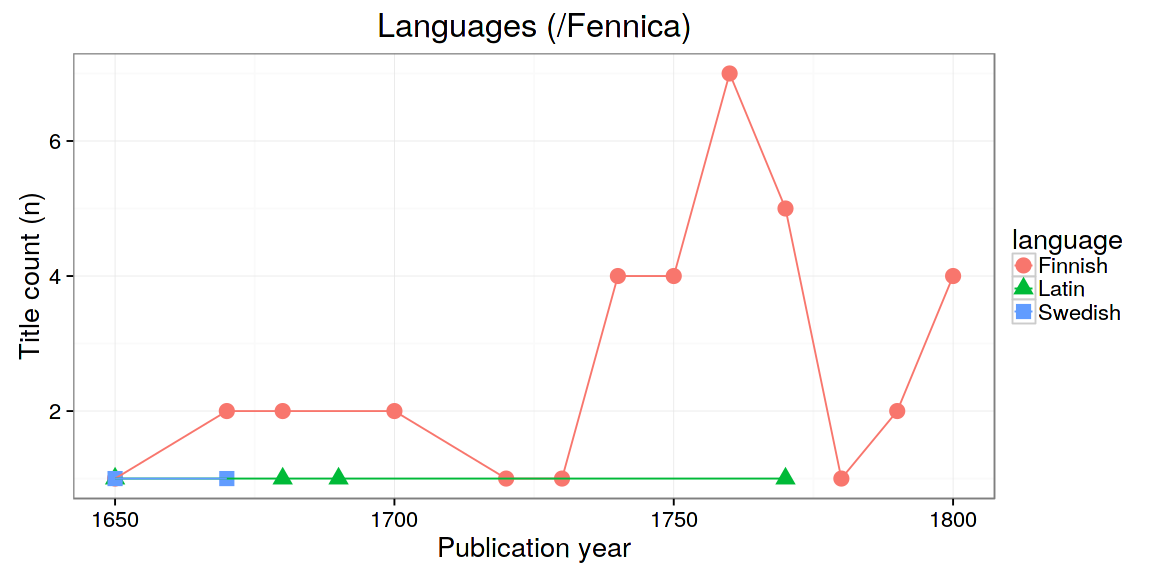 Languages (/Fennica)
Title count (n)
6
4
2
1650
1700
1750
1800
Publication year
language
Finnish
Latin
Swedish